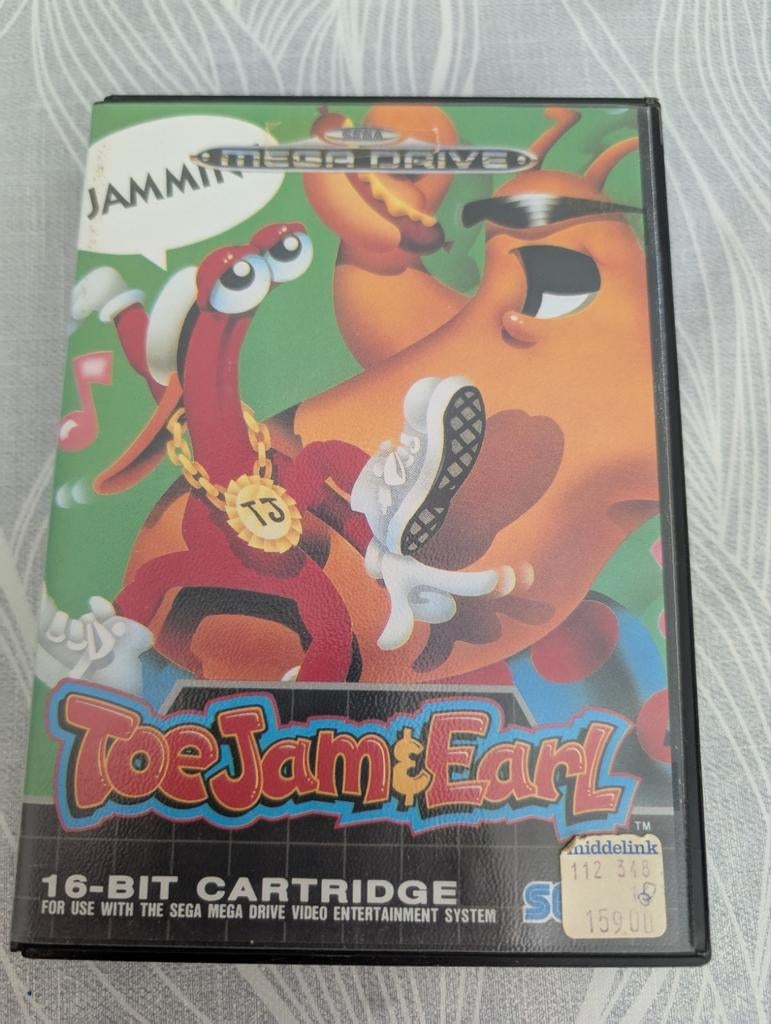 SEGA
MEGA DRIVE
JAMMIN'
TJ
ToeJam & Earl
TM
middelink
112 348
159.00
16-BIT CARTRIDGE
FOR USE WITH THE SEGA MEGA DRIVE VIDEO ENTERTAINMENT SYSTEM